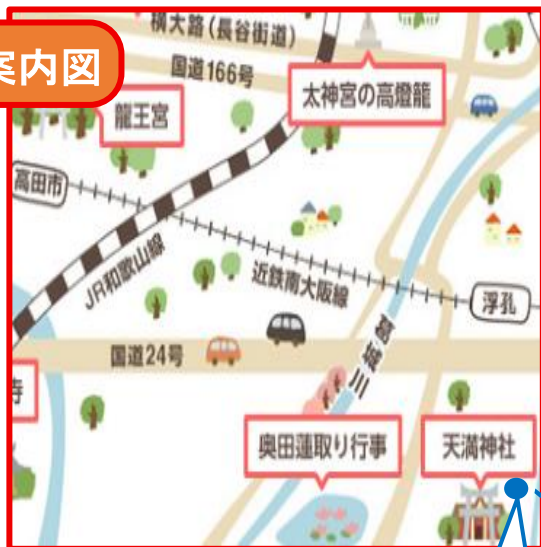 横大路(長谷街道)
案内図
国道166号
太神宮の高燈籠
龍王宮
高田市
JR和歌山線
近鉄南大阪線
浮孔
国道24号
葛城川
寺
奥田蓮取り行事
天満神社